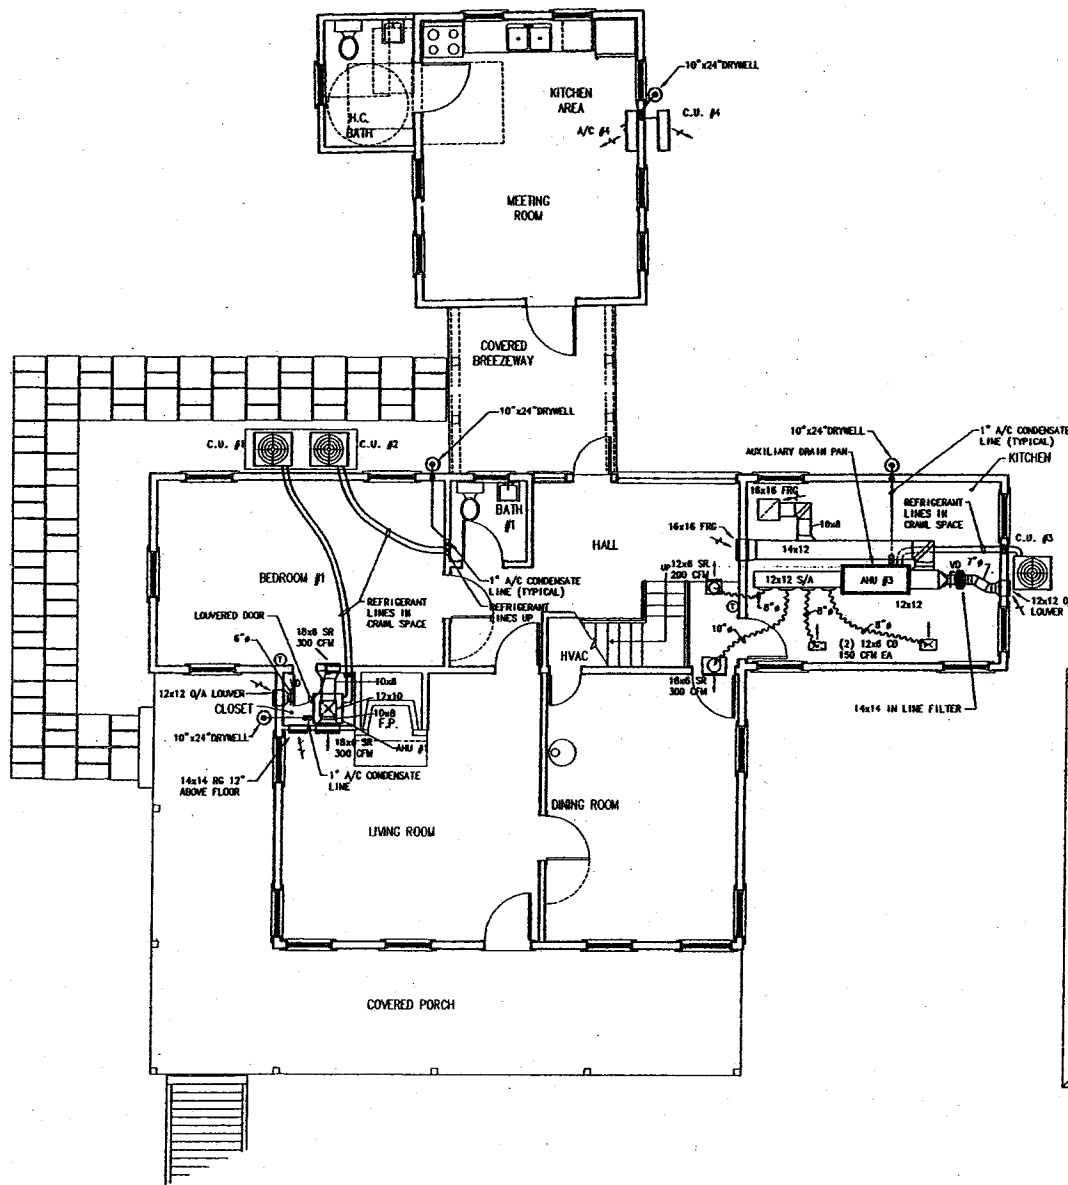 10"x24"DRYWELL
KITCHEN
AREA
C.U. #4
A/C #4
H.C.
BATH
MEETING
ROOM
COVERED
BREEZEWAY
10"x24"DRYWELL
C.U. #1
C.U. #2
10"x24"DRYWELL
1" A/C CONDENSATE
LINE (TYPICAL)
AUXILIARY DRAIN PAN
KITCHEN
16x16 FRG
BATH
#1
REFRIGERANT
LINES IN
CRAWL SPACE
10x8
16x16 FRG
C.U. #3
HALL
14x12
12x6 SR
200 CFM
VD
7"ø
BEDROOM #1
1" A/C CONDENSATE
LINE (TYPICAL)
UP
12x12 S/A
AHU #3
REFRIGERANT
LINES IN
CRAWL SPACE
REFRIGERANT
LINES UP
T
12x12
12x12 O
LOUVER
LOUVERED DOOR
8"ø
8"ø
8"ø
6"ø
18x6 SR
300 CFM
10"ø
(2) 12x6 CD
150 CFM EA
HVAC
T
12x12 O/A LOUVER
10x8
12x10
18x6 SR
300 CFM
CLOSET
10x8
F.P.
14x14 IN LINE FILTER
10"x24"DRYWELL
18x6 SR
300 CFM
AHU #1
14x14 RG 12"
ABOVE FLOOR
1" A/C CONDENSATE
LINE
DINING ROOM
LIVING ROOM
COVERED PORCH